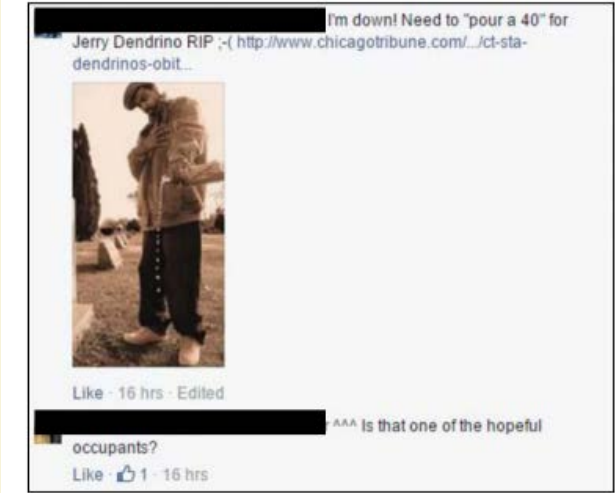 I'm down! Need to "pour a 40" for
Jerry Dendrino RIP ;-( http://www.chicagotribune.com/.../ct-sta-
dendrinos-obit...
Like · 16 hrs · Edited
^^^ Is that one of the hopeful
occupants?
Like · 1 · 16 hrs